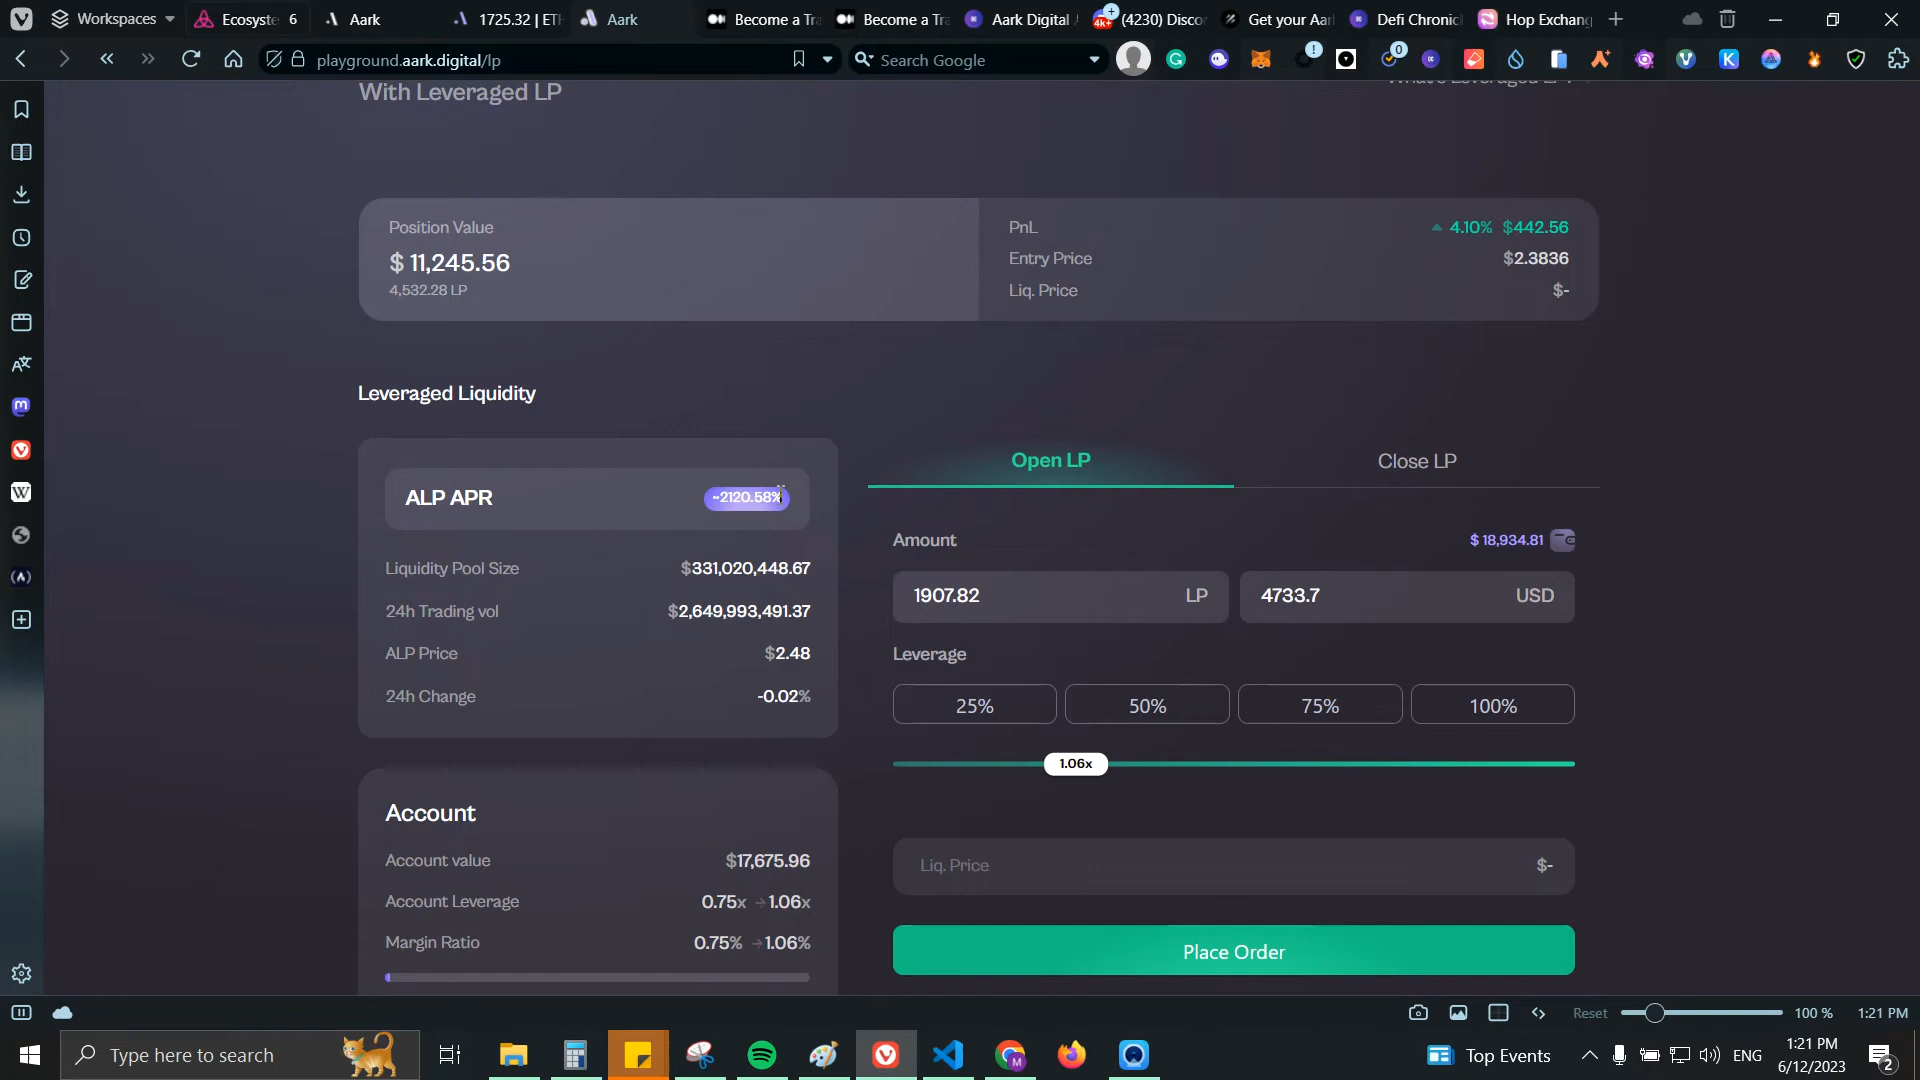 Workspaces
Ecosyste 6
Aark
1725.32 | ETH
Aark
Become a Tra
Become a Tra
Aark Digital
(4230) Disco
Get your Aar
Defi Chronic
Hop Exchang
playground.aark.digital/lp
Search Google
With Leveraged LP
Position Value
$ 11,245.56
4,532.28 LP
PnL
4.10% $442.56
Entry Price
$2.3836
Liq. Price
$-
Leveraged Liquidity
ALP APR
~2120.58%
Liquidity Pool Size
$331,020,448.67
24h Trading vol
$2,649,993,491.37
ALP Price
$2.48
24h Change
-0.02%
Account
Account value
$17,675.96
Account Leverage
0.75x → 1.06x
Margin Ratio
0.75% → 1.06%
Open LP
Close LP
Amount
$ 18,934.81
1907.82 LP
4733.7 USD
Leverage
25%
50%
75%
100%
1.06x
Liq. Price
$-
Place Order
Reset
100 %
1:21 PM
Type here to search
Top Events
ENG
1:21 PM
6/12/2023
2